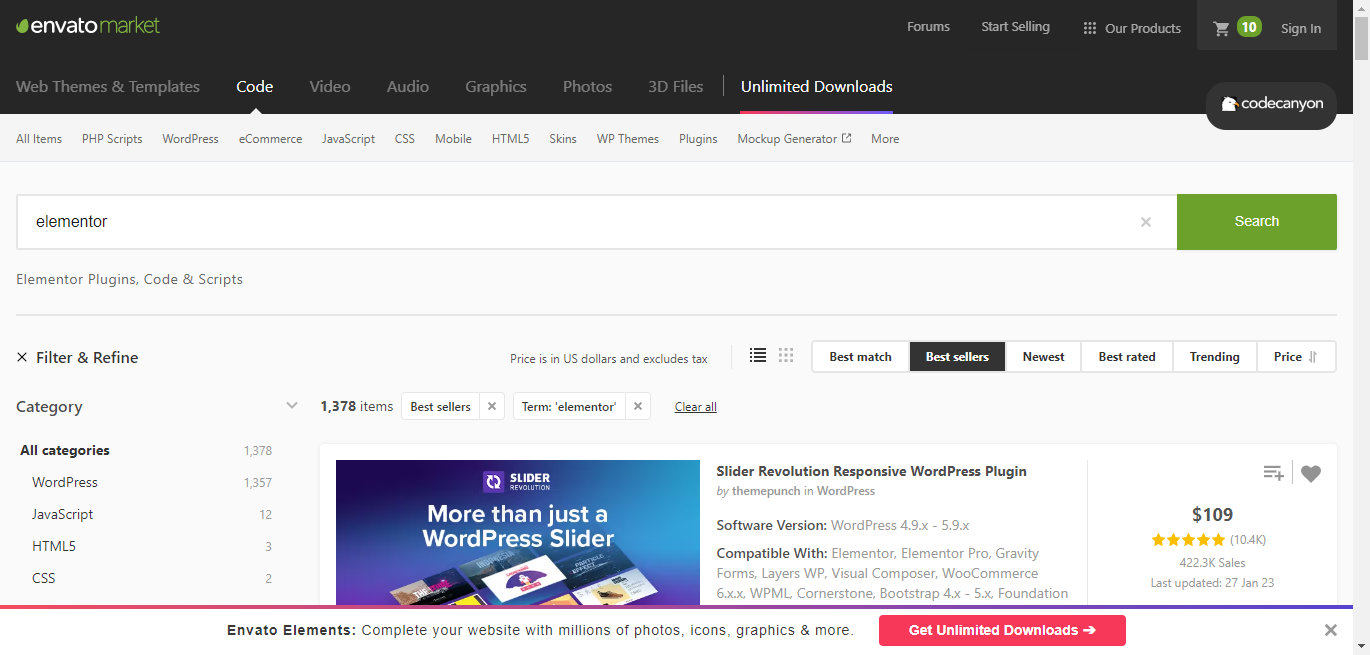 envatomarket
Forums
Start Selling
Our Products
10
Sign In
Web Themes & Templates
Code
Video
Audio
Graphics
Photos
3D Files
Unlimited Downloads
codecanyon
All Items
PHP Scripts
WordPress
eCommerce
JavaScript
CSS
Mobile
HTML5
Skins
WP Themes
Plugins
Mockup Generator
More
elementor
Search
Elementor Plugins, Code & Scripts
Filter & Refine
Price is in US dollars and excludes tax
Best match
Best sellers
Newest
Best rated
Trending
Price
Category
1,378 items
Best sellers
Term: 'elementor'
Clear all
All categories 1,378
WordPress 1,357
JavaScript 12
HTML5 3
CSS 2
SLIDER
REVOLUTION
More than just a
WordPress Slider
Slider Revolution Responsive WordPress Plugin
by themepunch in WordPress
Software Version: WordPress 4.9.x - 5.9.x
Compatible With: Elementor, Elementor Pro, Gravity
Forms, Layers WP, Visual Composer, WooCommerce
6.x.x, WPML, Cornerstone, Bootstrap 4.x - 5.x, Foundation
$109
(10.4K)
422.3K Sales
Last updated: 27 Jan 23
Envato Elements: Complete your website with millions of photos, icons, graphics & more.
Get Unlimited Downloads